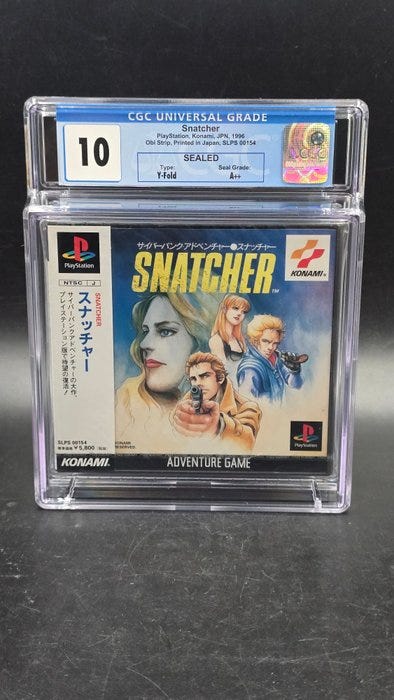 CGC UNIVERSAL GRADE
10
Snatcher
PlayStation, Konami, JPN, 1996
Obi Strip, Printed in Japan, SLPS 00154
SEALED
Type:
Y-Fold
Seal Grade:
A++
PlayStation
NTSC J
SNATCHER
スナッチャー
サイバーパンクアドベンチャーの大作、
プレイステーション版で待望の復活!
SLPS 00154
¥5,800
KONAMI
サイバーパンク・アドベンチャー●スナッチャー
SNATCHER
TM
KONAMI
PlayStation
KONAMI
RESERVED.
ADVENTURE GAME